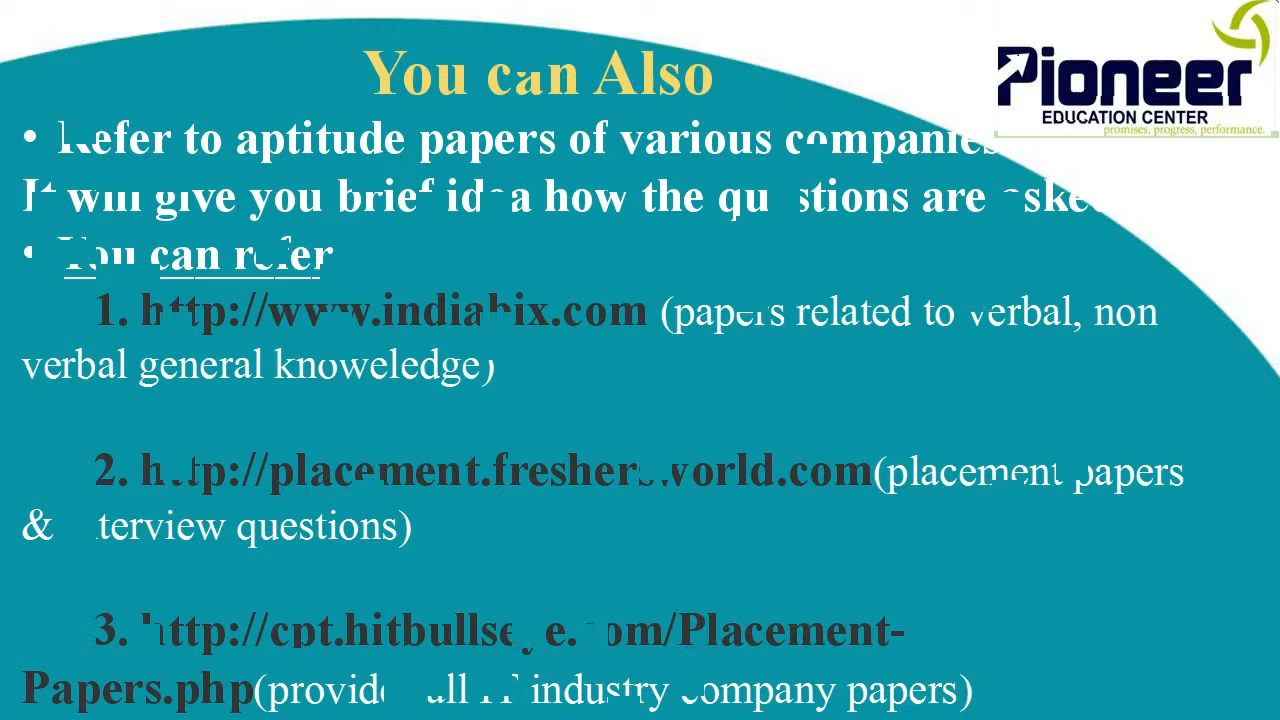 You can Also
Pioneer
EDUCATION CENTER
promises, progress, performance.
• Refer to aptitude papers of various companies
It will give you brief idea how the questions are asked
• You can refer
1. http://www.indiabix.com (papers related to verbal, non
verbal general knoweledge)
2. http://placement.freshersworld.com(placement papers
& interview questions)
3. http://cpt.hitbullseye.com/Placement-
Papers.php(provide all IT industry company papers)